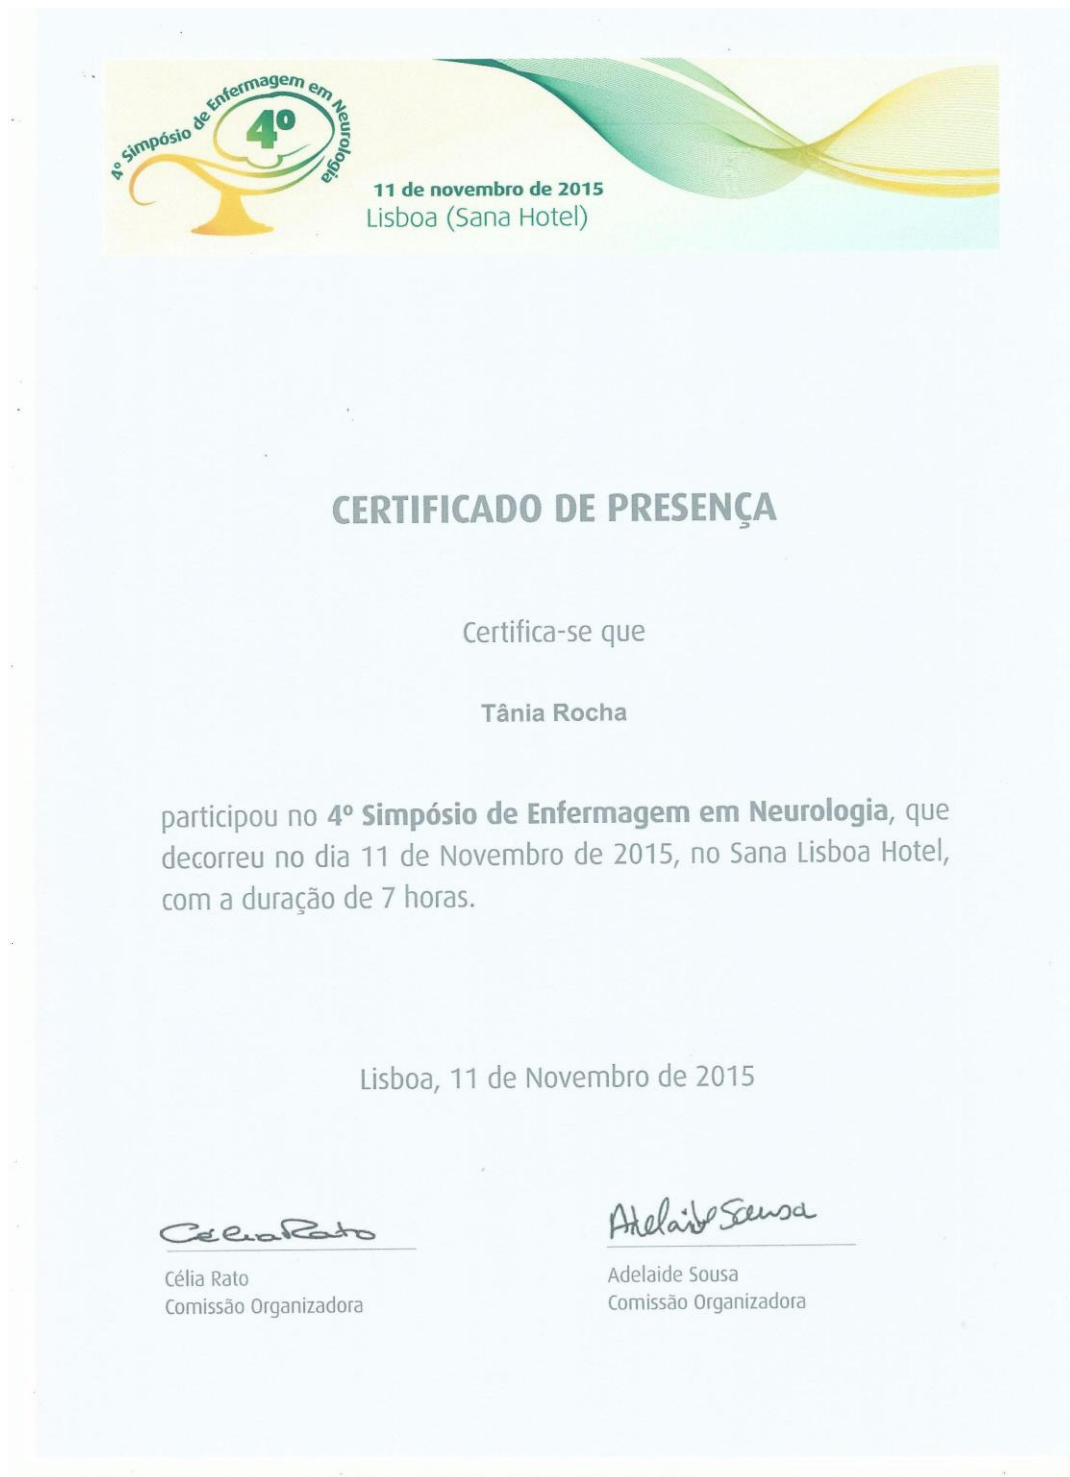 4º Simpósio de Enfermagem em Neurologia
4º
11 de novembro de 2015
Lisboa (Sana Hotel)
CERTIFICADO DE PRESENÇA
Certifica-se que
Tânia Rocha
participou no 4º Simpósio de Enfermagem em Neurologia, que
decorreu no dia 11 de Novembro de 2015, no Sana Lisboa Hotel,
com a duração de 7 horas.
Lisboa, 11 de Novembro de 2015
Célia Rato
Adelaide Sousa
Célia Rato
Comissão Organizadora
Adelaide Sousa
Comissão Organizadora